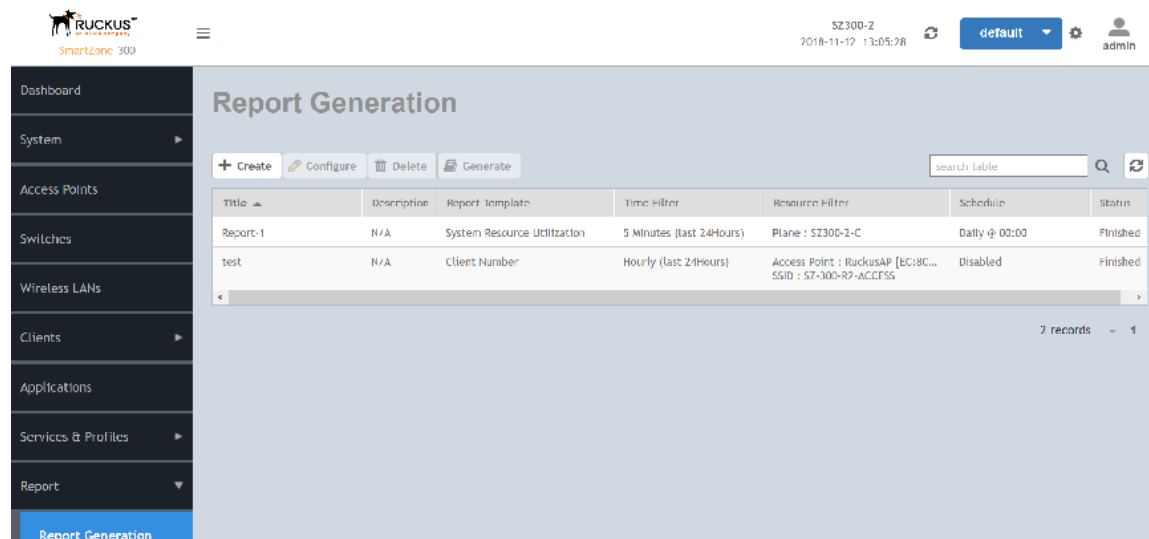 RUCKUS™
SmartZone 300
SZ300-2
2018-11-12 13:05:28
default
admin
Dashboard
System
Access Points
Switches
Wireless LANs
Clients
Applications
Services & Profiles
Report
Report Generation
Report Generation
Create Configure Delete Generate
search table
Title Description Report Template Time Filter Resource Filter Schedule Status
Report-1 N/A System Resource Utilization 5 Minutes (last 24Hours) Plane : SZ300-2-C Daily @ 00:00 Finished
test N/A Client Number Hourly (last 24Hours) Access Point : RuckusAP [EC:8C... Disabled Finished
SSID : SZ-300-R2-ACCESS
2 records 1